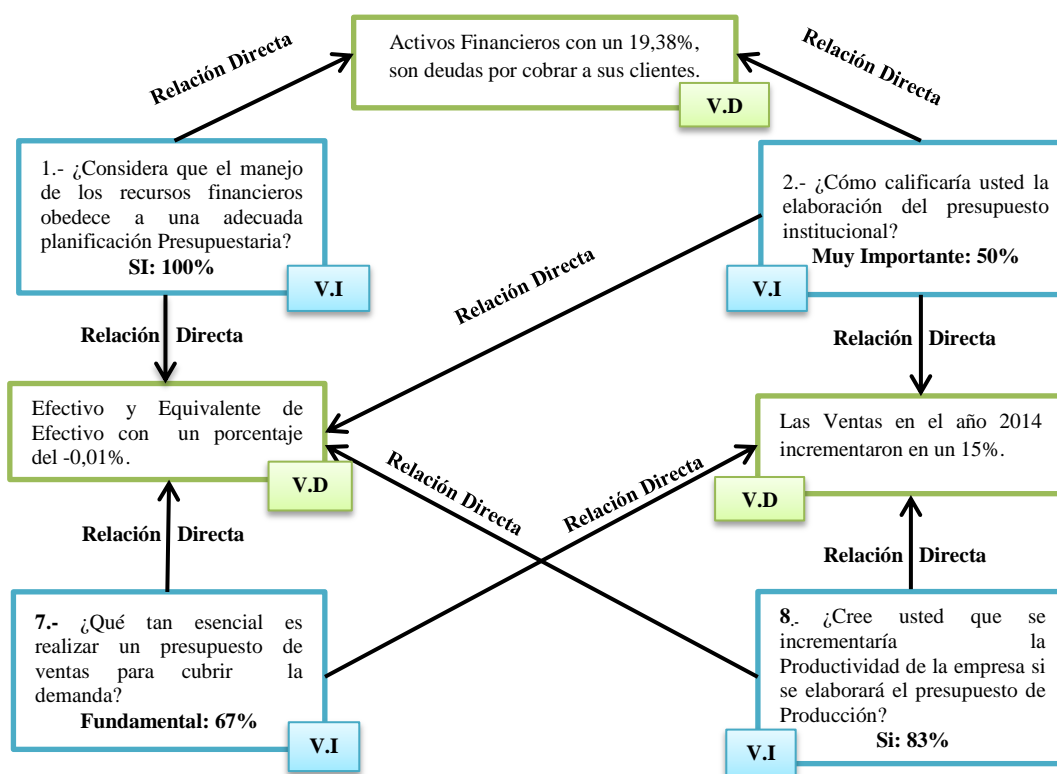 Relación Directa
Activos Financieros con un 19,38%,
son deudas por cobrar a sus clientes.
V.D
Relación Directa
1.- ¿Considera que el manejo
de los recursos financieros
obedece a una adecuada
planificación Presupuestaria?
SI: 100%
V.I
2.- ¿Cómo calificaría usted la
elaboración del presupuesto
institucional?
Muy Importante: 50%
V.I
Relación Directa
Relación Directa
Relación Directa
Efectivo y Equivalente de
Efectivo con un porcentaje
del -0,01%.
V.D
Las Ventas en el año 2014
incrementaron en un 15%.
V.D
Relación Directa
Relación Directa
Relación Directa
Relación Directa
7.- ¿Qué tan esencial es
realizar un presupuesto de
ventas para cubrir la
demanda?
Fundamental: 67%
V.I
8.- ¿Cree usted que se
incrementaría la
Productividad de la empresa si
se elaborará el presupuesto de
Producción?
Si: 83%
V.I